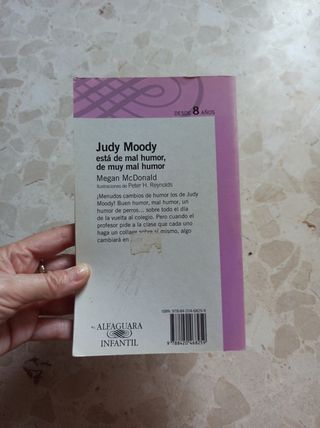 DESDE 8 AÑOS
Judy Moody
está de mal humor,
de muy mal humor
Megan McDonald
Ilustraciones de Peter H. Reynolds
¡Menudos cambios de humor los de Judy
Moody! Buen humor, mal humor, un
humor de perros... sobre todo el día
de la vuelta al colegio. Pero cuando el
profesor pide a la clase que cada uno
haga un collage sobre sí mismo, algo
cambiará en
ALFAGUARA
INFANTIL